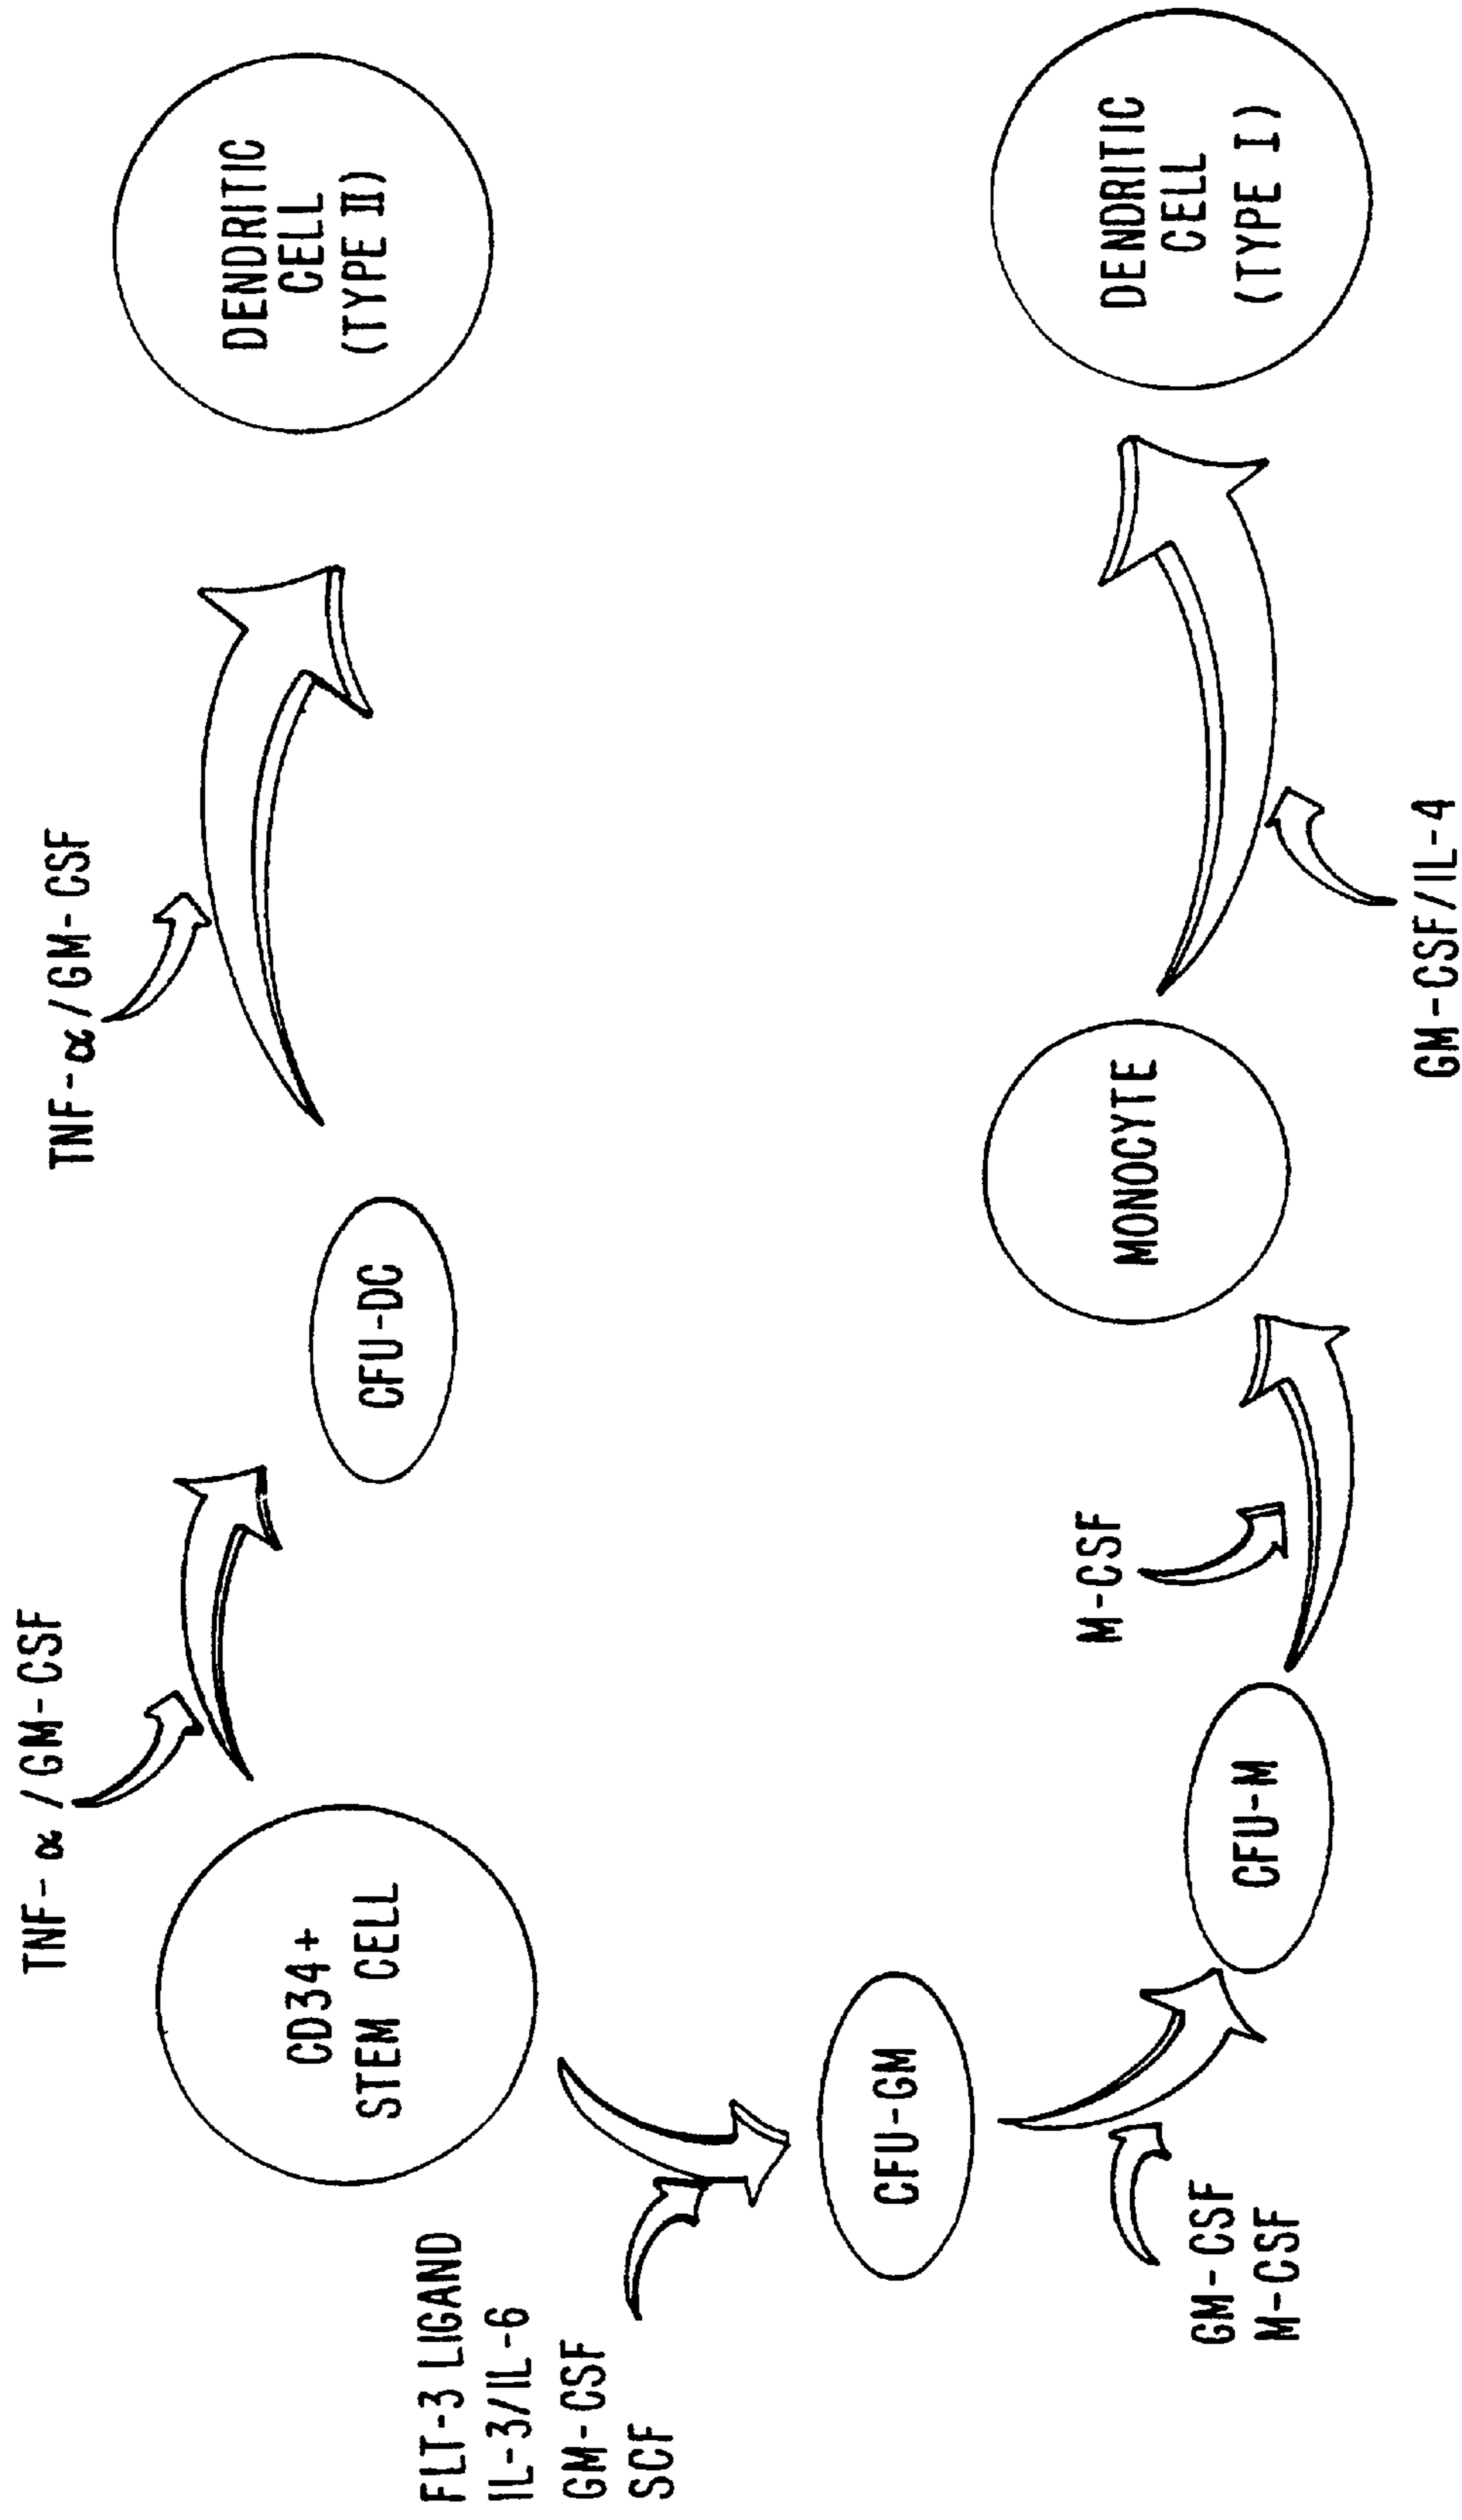 TNF-α/GM-CSF
TNF-α/GM-CSF
CD34+
STEM CELL
CFU-DC
DENDRITIC
CELL
(TYPE II)
FLT-3 LIGAND
IL-3/IL-6
GM-CSF
SCF
CFU-GM
GM-CSF
M-CSF
CFU-M
M-CSF
MONOCYTE
GM-CSF/IL-4
DENDRITIC
CELL
(TYPE I)